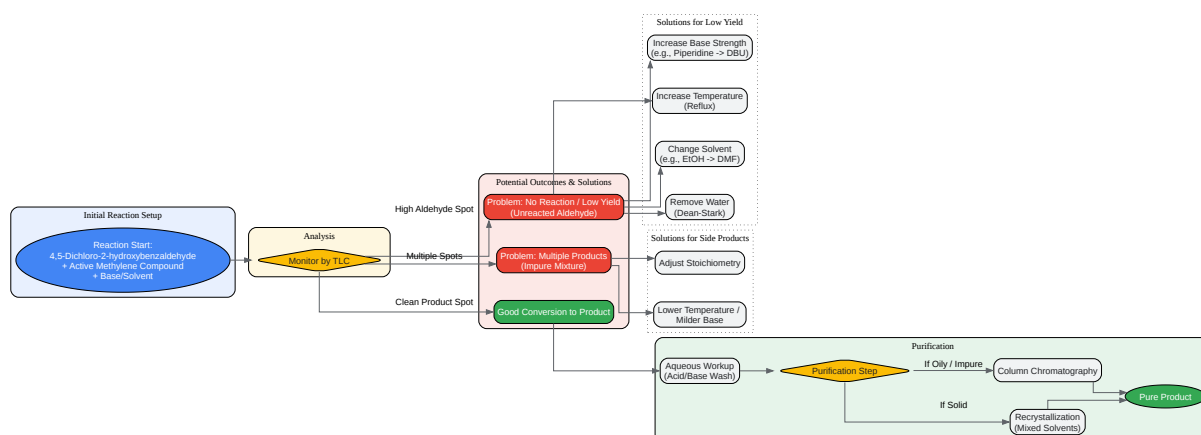 Initial Reaction Setup
Reaction Start:
4,5-Dichloro-2-hydroxybenzaldehyde
+ Active Methylene Compound
+ Base/Solvent
Analysis
Monitor by TLC
High Aldehyde Spot
Multiple Spots
Clean Product Spot
Potential Outcomes & Solutions
Problem: No Reaction / Low Yield
(Unreacted Aldehyde)
Problem: Multiple Products
(Impure Mixture)
Good Conversion to Product
Solutions for Low Yield
Increase Base Strength
(e.g., Piperidine -> DBU)
Increase Temperature
(Reflux)
Change Solvent
(e.g., EtOH -> DMF)
Remove Water
(Dean-Stark)
Solutions for Side Products
Adjust Stoichiometry
Lower Temperature /
Milder Base
Purification
Aqueous Workup
(Acid/Base Wash)
Purification Step
If Oily / Impure
If Solid
Column Chromatography
Recrystallization
(Mixed Solvents)
Pure Product